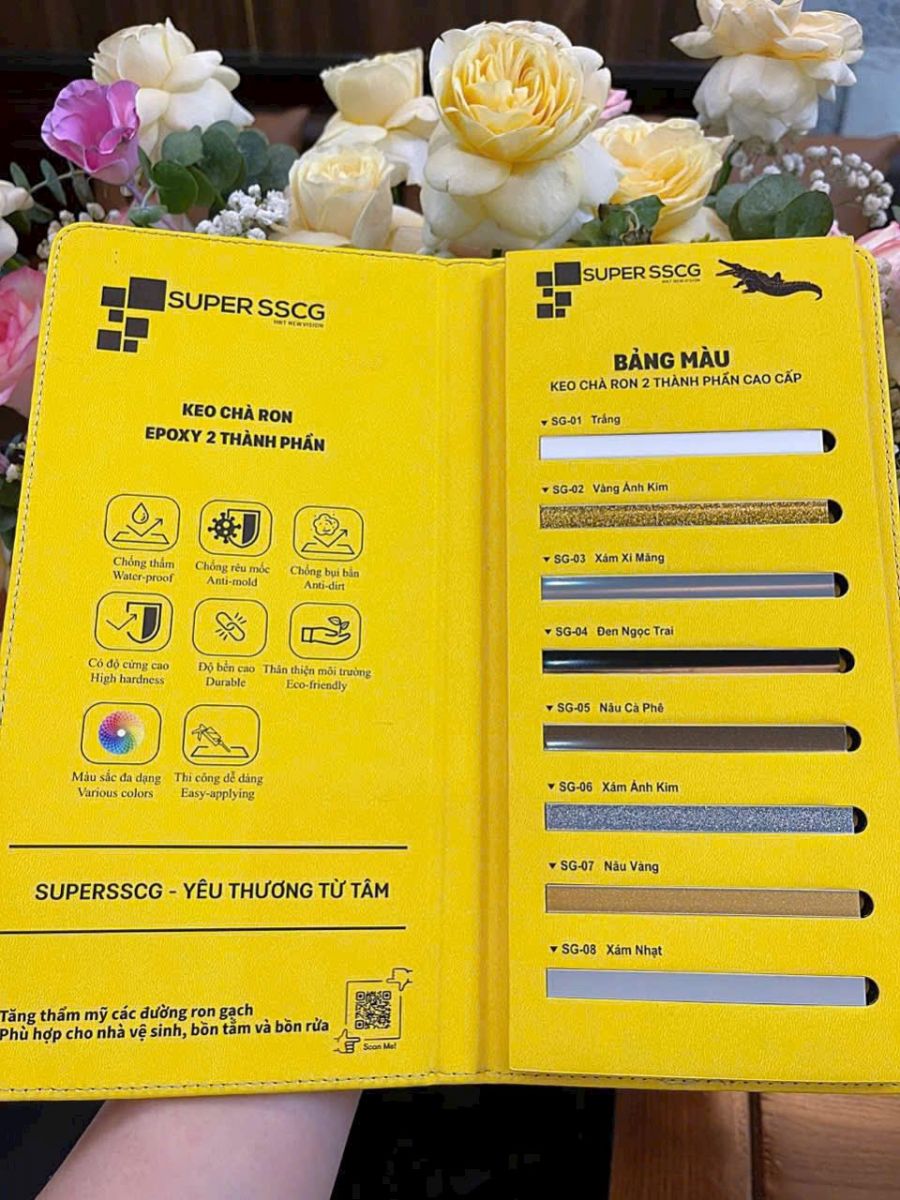 SUPER SSCG
HNT NEW VISION
KEO CHÀ RON
EPOXY 2 THÀNH PHẦN
Chống thấm
Water-proof
Chống rêu mốc
Anti-mold
Chống bụi bẩn
Anti-dirt
Có độ cứng cao
High hardness
Độ bền cao
Durable
Thân thiện môi trường
Eco-friendly
Màu sắc đa dạng
Various colors
Thi công dễ dàng
Easy-applying
SUPERSSCG - YÊU THƯƠNG TỪ TÂM
Tăng thẩm mỹ các đường ron gạch
Phù hợp cho nhà vệ sinh, bồn tắm và bồn rửa
Scan Me!
SUPER SSCG
HNT NEW VISION
BẢNG MÀU
KEO CHÀ RON 2 THÀNH PHẦN CAO CẤP
SG-01 Trắng
SG-02 Vàng Ánh Kim
SG-03 Xám Xi Măng
SG-04 Đen Ngọc Trai
SG-05 Nâu Cà Phê
SG-06 Xám Ánh Kim
SG-07 Nâu Vàng
SG-08 Xám Nhạt